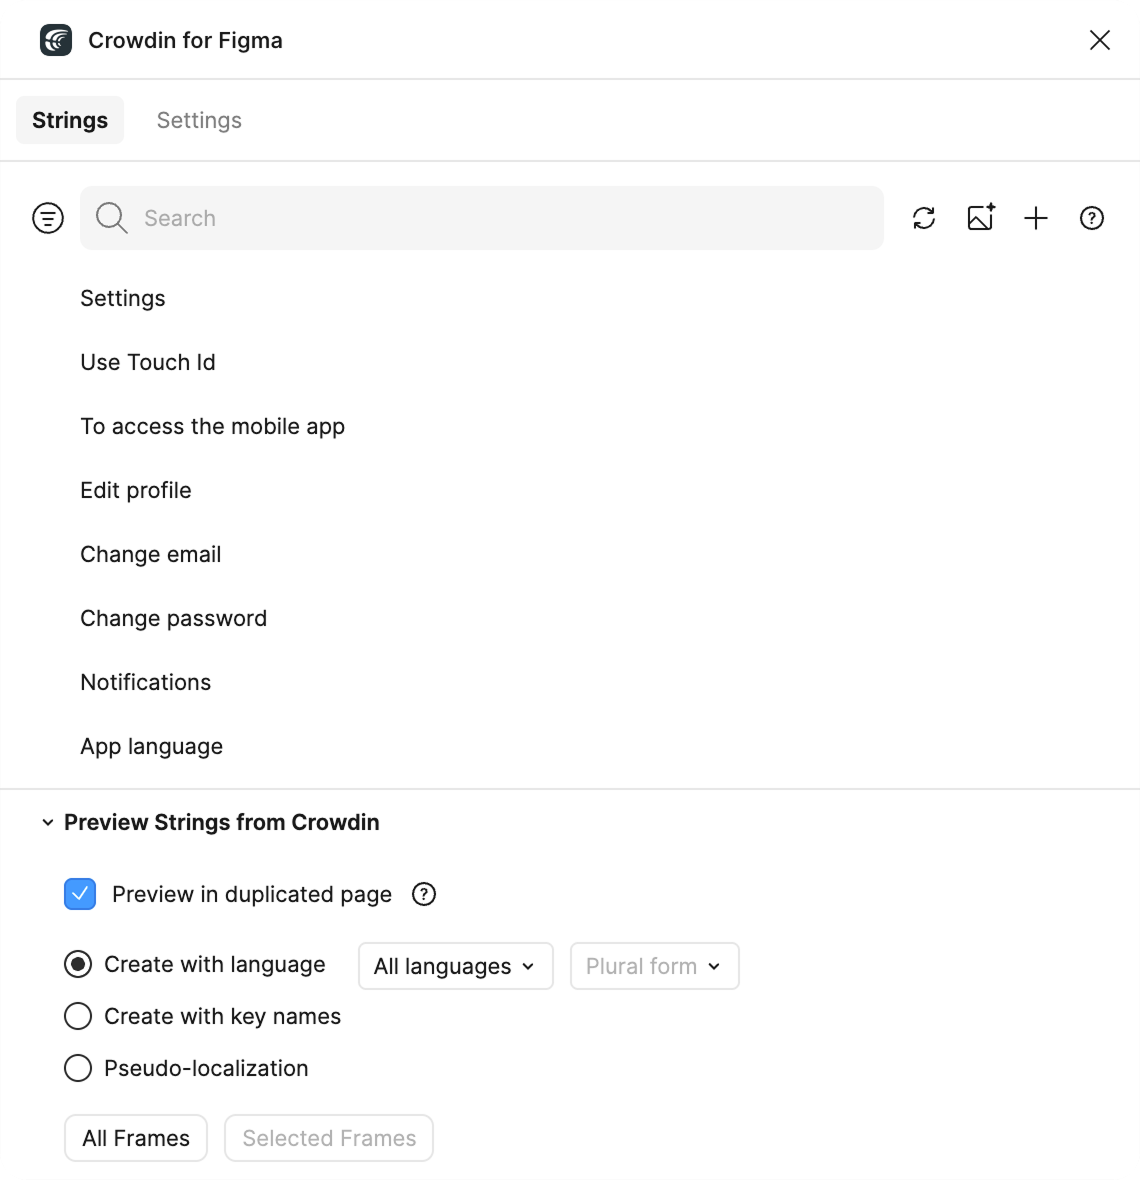 Crowdin for Figma
Strings Settings
Search
Settings
Use Touch Id
To access the mobile app
Edit profile
Change email
Change password
Notifications
App language
Preview Strings from Crowdin
Preview in duplicated page
Create with language All languages Plural form
Create with key names
Pseudo-localization
All Frames Selected Frames